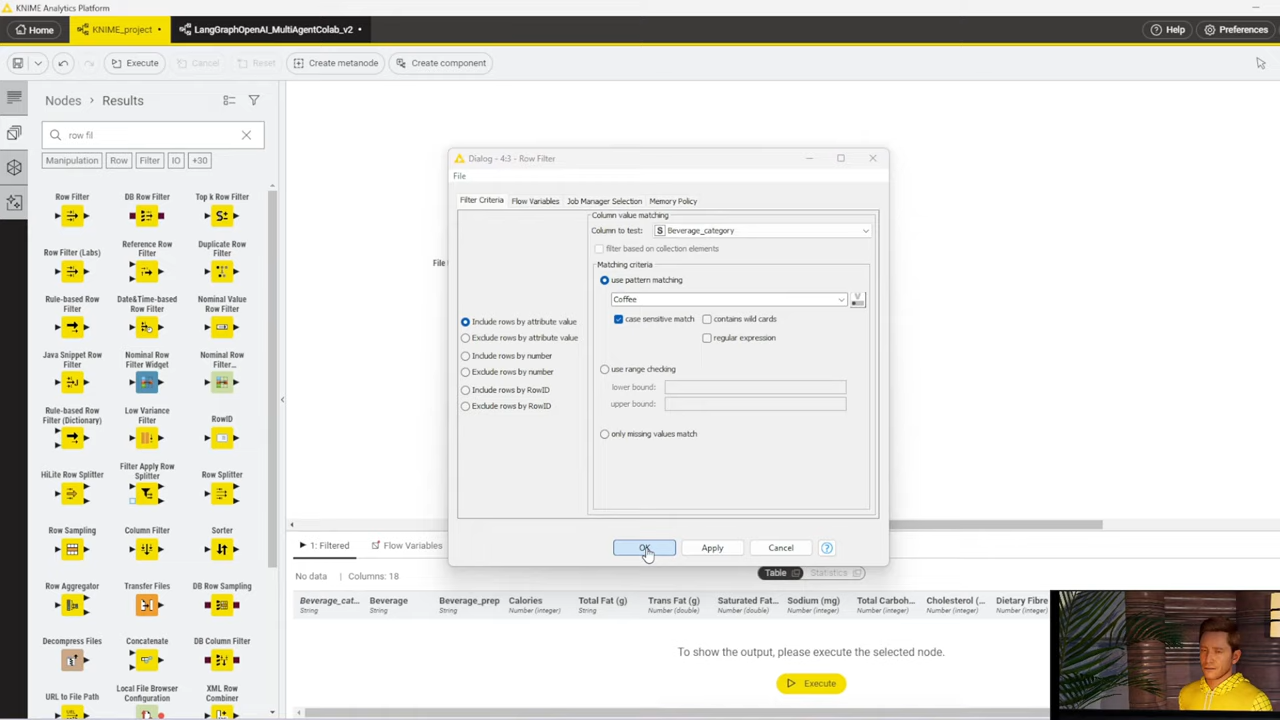 KNIME Analytics Platform
Home
KNIME_project
LangGraphOpenAI_MultiAgentColab_v2
Help
Preferences
Execute
Cancel
Reset
Create metanode
Create component
Nodes > Results
row fil
Manipulation
Row
Filter
IO
+30
Row Filter
DB Row Filter
Top k Row Filter
Row Filter (Labs)
Reference Row
Filter
Duplicate Row
Filter
Rule-based Row
Filter
Date&Time-based
Row Filter
Nominal Value
Row Filter
Java Snippet Row
Filter
Nominal Row
Filter Widget
Nominal Row
Filter...
Rule-based Row
Filter (Dictionary)
Low Variance
Filter
RowID
HiLite Row Splitter
Filter Apply Row
Splitter
Row Splitter
Row Sampling
Column Filter
Sorter
Row Aggregator
Transfer Files
DB Row Sampling
Decompress Files
Concatenate
DB Column Filter
URL to File Path
Local File Browser
Configuration
XML Row
Combiner
File
Dialog - 4:3 - Row Filter
File
Filter Criteria
Flow Variables
Job Manager Selection
Memory Policy
Include rows by attribute value
Exclude rows by attribute value
Include rows by number
Exclude rows by number
Include rows by RowID
Exclude rows by RowID
Column value matching
Column to test:
S Beverage_category
filter based on collection elements
Matching criteria
use pattern matching
Coffee
V
case sensitive match
contains wild cards
regular expression
use range checking
lower bound:
upper bound:
only missing values match
OK
Apply
Cancel
?
1: Filtered
Flow Variables
No data | Columns: 18
Table
Statistics
Beverage_cat...
String
Beverage
String
Beverage_prep
String
Calories
Number (integer)
Total Fat (g)
String
Trans Fat (g)
Number (double)
Saturated Fat...
Number (double)
Sodium (mg)
Number (integer)
Total Carboh...
Number (integer)
Cholesterol (...
Number (integer)
Dietary Fibre
Number (integer)
To show the output, please execute the selected node.
Execute